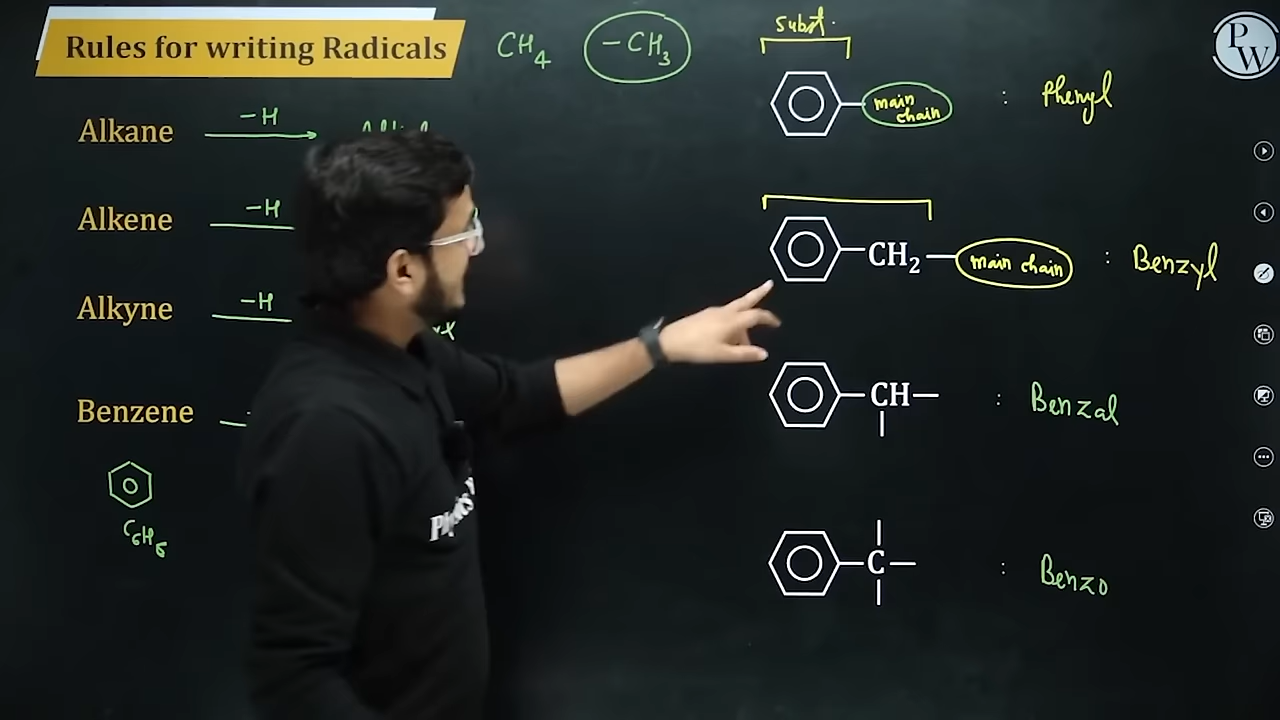 Rules for writing Radicals
CH4 -CH3
Subst.
main chain : Phenyl
Alkane -H
Alkene -H
CH2 main chain : Benzyl
Alkyne -H
CH : Benzal
Benzene
C6H6
C : Benzo
PW